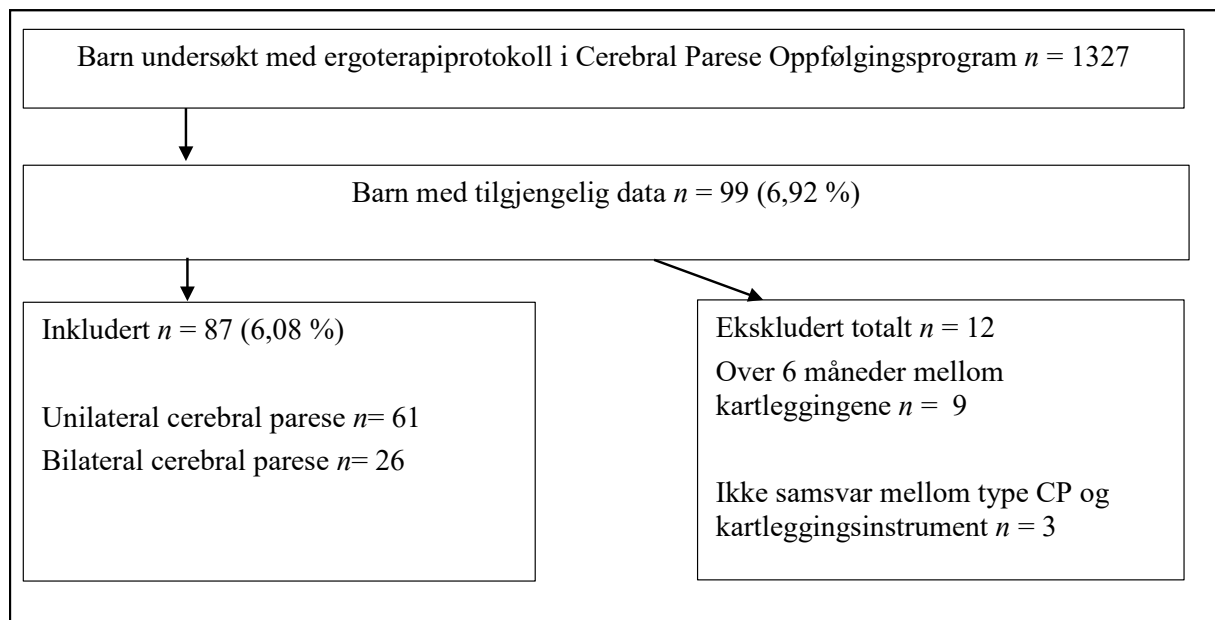 Barn undersøkt med ergoterapiprotokoll i Cerebral Parese Oppfølgingsprogram n = 1327
Barn med tilgjengelig data n = 99 (6,92 %)
Inkludert n = 87 (6,08 %)
Unilateral cerebral parese n= 61
Bilateral cerebral parese n= 26
Ekskludert totalt n = 12
Over 6 måneder mellom
kartleggingene n = 9
Ikke samsvar mellom type CP og
kartleggingsinstrument n = 3